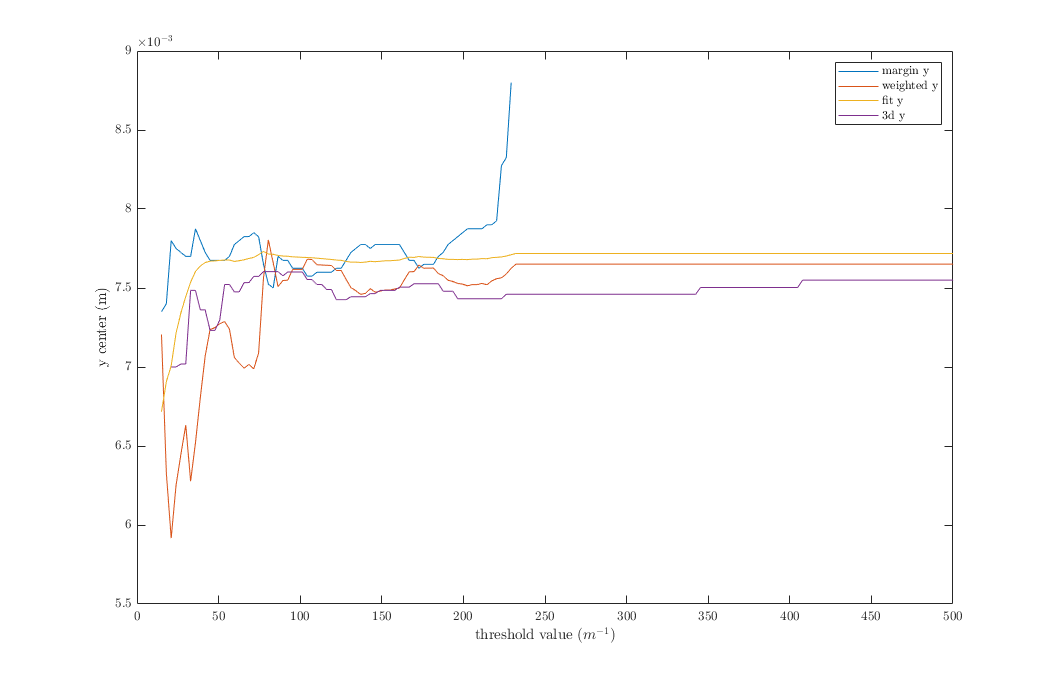 ×10⁻³
9
8.5
8
7.5
7
6.5
6
5.5
y center (m)
0 50 100 150 200 250 300 350 400 450 500
threshold value (m⁻¹)
margin y
weighted y
fit y
3d y